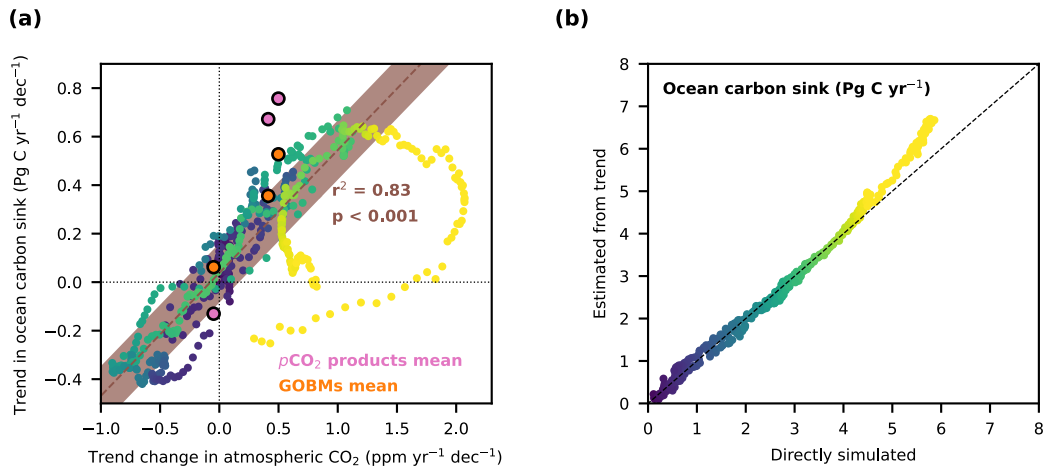 (a)
Trend in ocean carbon sink (Pg C yr⁻¹ dec⁻¹)
0.8
0.6
0.4
0.2
0.0
−0.2
−0.4
r² = 0.83
p < 0.001
pCO₂ products mean
GOBMs mean
−1.0 −0.5 0.0 0.5 1.0 1.5 2.0
Trend change in atmospheric CO₂ (ppm yr⁻¹ dec⁻¹)
(b)
Estimated from trend
8
7
6
5
4
3
2
1
0
Ocean carbon sink (Pg C yr⁻¹)
0 1 2 3 4 5 6 7 8
Directly simulated